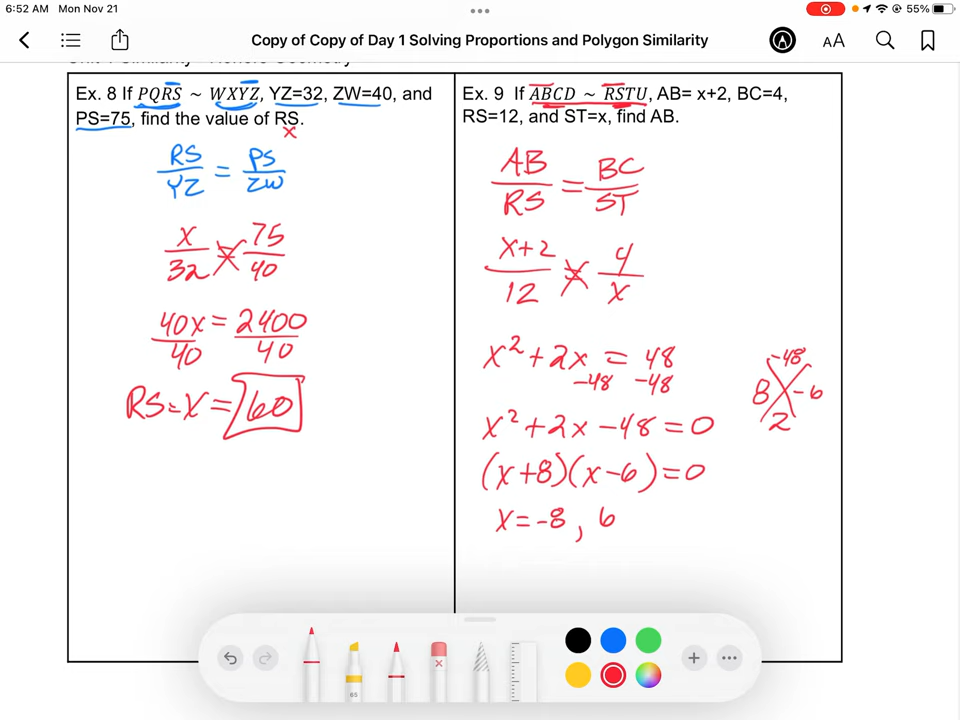 6:52 AM Mon Nov 21
55%
Copy of Copy of Day 1 Solving Proportions and Polygon Similarity
AA
Ex. 8 If PQRS ~ WXYZ, YZ=32, ZW=40, and
PS=75, find the value of RS.
x
RS/YZ = PS/ZW
x/32 = 75/40
40x = 2400
40 40
RS = x = 60
Ex. 9 If ABCD ~ RSTU, AB= x+2, BC=4,
RS=12, and ST=x, find AB.
AB/RS = BC/ST
x+2/12 = 4/x
x² + 2x = 48
-48 -48
x² + 2x - 48 = 0
(x+8)(x-6) = 0
x = -8, 6
-48
8 -6
2
65